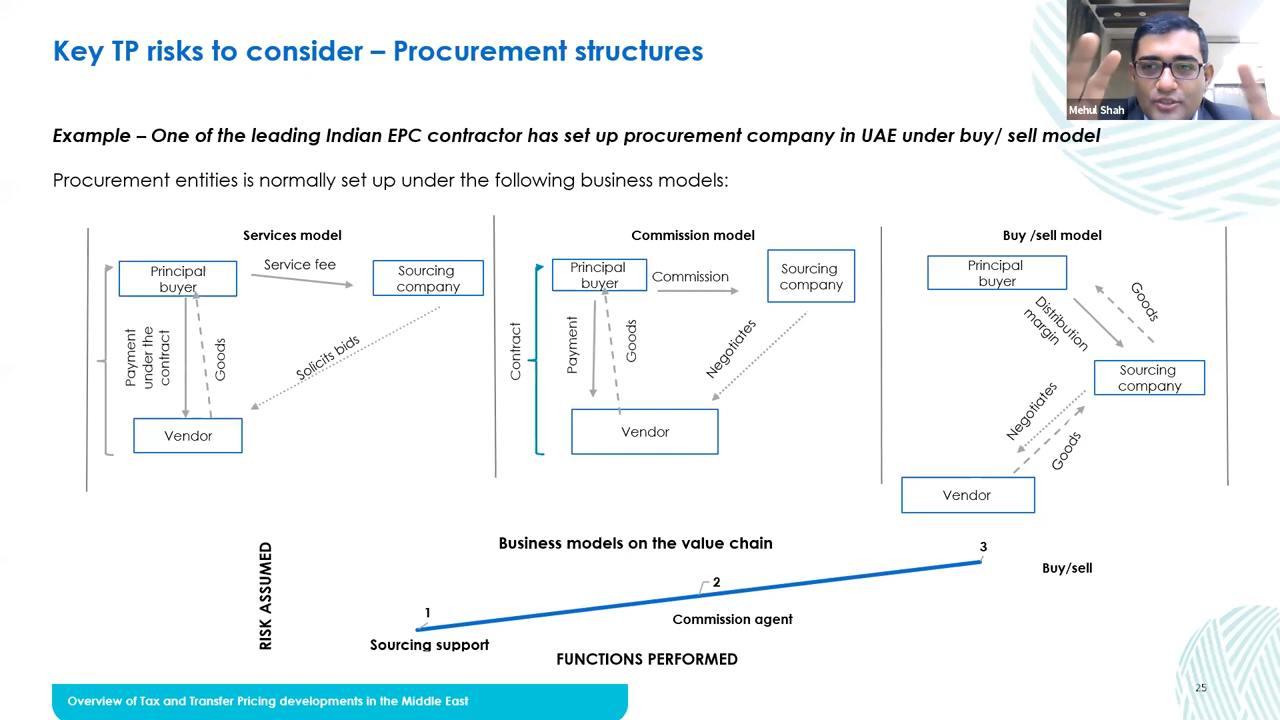 Key TP risks to consider – Procurement structures
Mehul Shah
Example – One of the leading Indian EPC contractor has set up procurement company in UAE under buy/ sell model
Procurement entities is normally set up under the following business models:
Services model
Principal
buyer
Service fee
Sourcing
company
Payment
under the
contract
Goods
Solicits bids
Vendor
Commission model
Principal
buyer
Commission
Sourcing
company
Contract
Payment
Goods
Negotiates
Vendor
Buy /sell model
Principal
buyer
Distribution
margin
Goods
Sourcing
company
Negotiates
Goods
Vendor
Business models on the value chain
RISK ASSUMED
1
Sourcing support
2
Commission agent
3
Buy/sell
FUNCTIONS PERFORMED
Overview of Tax and Transfer Pricing developments in the Middle East
25